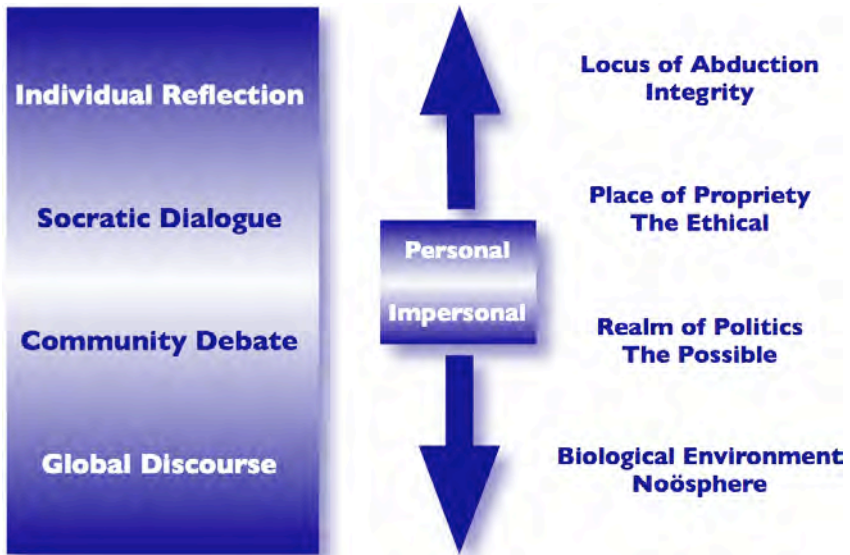 Individual Reflection
Socratic Dialogue
Community Debate
Global Discourse
Personal
Impersonal
Locus of Abduction
Integrity
Place of Propriety
The Ethical
Realm of Politics
The Possible
Biological Environment
Noösphere